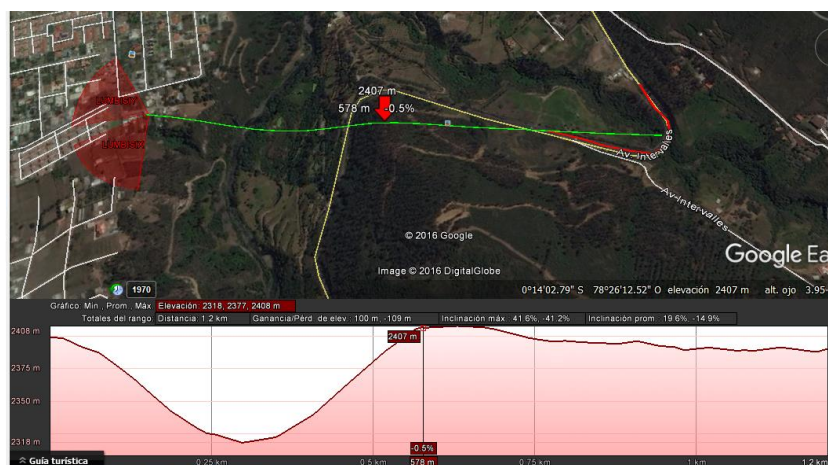 2407 m
578 m -0.5%
Av-Intervalles
Av-Intervalles
© 2016 Google
Google Ea
Image © 2016 DigitalGlobe
1970
0°14'02.79" S 78°26'12.52" O elevación 2407 m alt. ojo 3.95
Gráfico: Mín., Prom., Máx. Elevación: 2318, 2377, 2408 m
Totales del rango: Distancia: 1.2 km Ganancia/Pérd. de elev.: 100 m, -109 m Inclinación máx.: 41.6%, -41.2% Inclinación prom.: 19.6%, -14.9%
2408 m
2407 m
2375 m
2350 m
2318 m
-0.5%
Guía turística 0.25 km 0.5 km 578 m 0.75 km 1 km 1.2 km